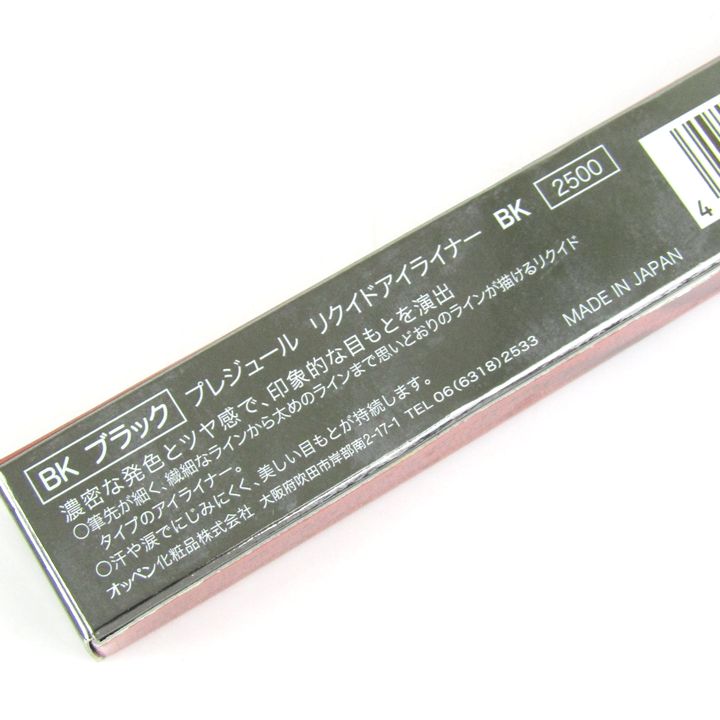 BK ブラック プレジュール リクイドアイライナー BK 2500
濃密な発色とツヤ感で、印象的な目もとを演出
○筆先が細く、繊細なラインから太めのラインまで思いどおりのラインが描けるリクイド
タイプのアイライナー。
○汗や涙でにじみにくく、美しい目もとが持続します。
オッペン化粧品株式会社 大阪府吹田市岸部南2-17-1 TEL 06(6318)2533 MADE IN JAPAN
4